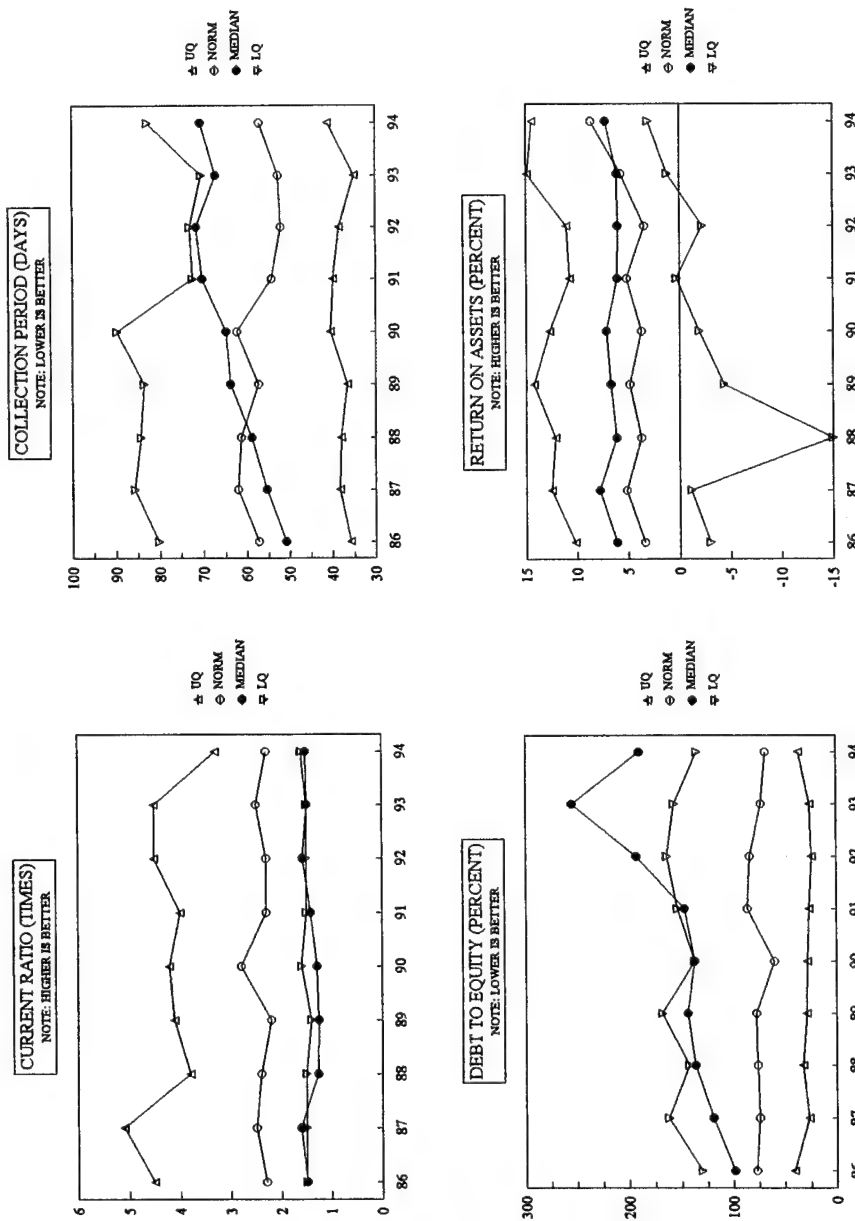 CURRENT RATIO (TIMES)
NOTE: HIGHER IS BETTER
6
5
4
3
2
1
0
86 87 88 89 90 91 92 93 94
UQ
NORM
MEDIAN
LQ
COLLECTION PERIOD (DAYS)
NOTE: LOWER IS BETTER
100
90
80
70
60
50
40
30
86 87 88 89 90 91 92 93 94
UQ
NORM
MEDIAN
LQ
DEBT TO EQUITY (PERCENT)
NOTE: LOWER IS BETTER
300
200
100
0
86 87 88 89 90 91 92 93 94
UQ
NORM
MEDIAN
LQ
RETURN ON ASSETS (PERCENT)
NOTE: HIGHER IS BETTER
15
10
5
0
-5
-10
-15
86 87 88 89 90 91 92 93 94
UQ
NORM
MEDIAN
LQ